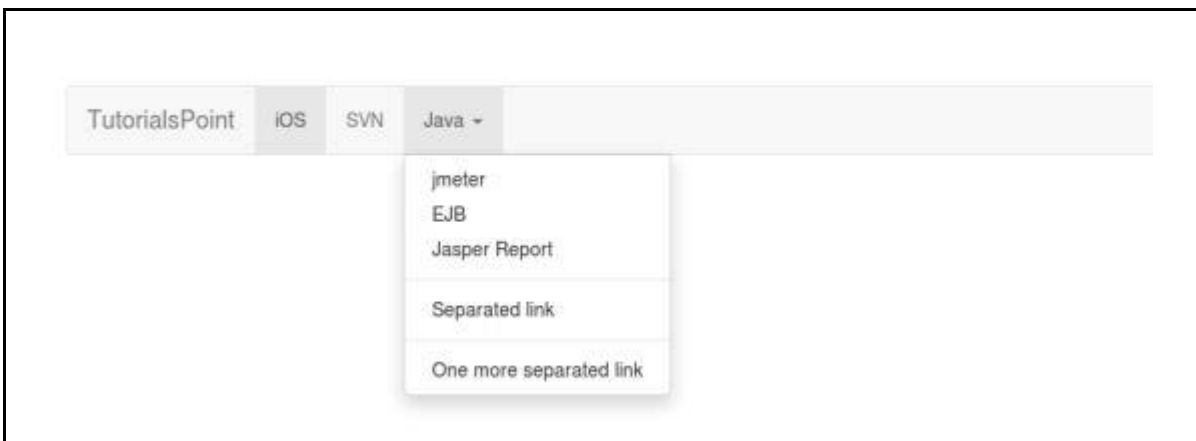 TutorialsPoint iOS SVN Java
jmeter
EJB
Jasper Report
Separated link
One more separated link